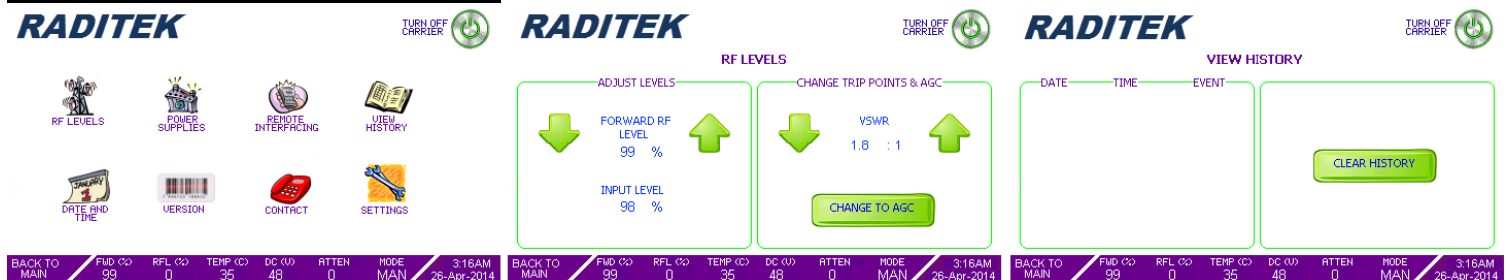 RADITEK
TURN OFF
CARRIER
RF LEVELS
POWER
SUPPLIES
REMOTE
INTERFACING
VIEW
HISTORY
JANUARY
1
DATE AND
TIME
VERSION
CONTACT
SETTINGS
BACK TO
MAIN
FWD (%) RFL (%) TEMP (C) DC (V) ATTEN MODE 3:16AM
99 0 35 48 0 MAN 26-Apr-2014
RADITEK
TURN OFF
CARRIER
RF LEVELS
ADJUST LEVELS
FORWARD RF
LEVEL
99 %
INPUT LEVEL
98 %
CHANGE TRIP POINTS & AGC
VSWR
1.8 : 1
CHANGE TO AGC
BACK TO
MAIN
FWD (%) RFL (%) TEMP (C) DC (V) ATTEN MODE 3:16AM
99 0 35 48 0 MAN 26-Apr-2014
RADITEK
TURN OFF
CARRIER
VIEW HISTORY
DATE TIME EVENT
CLEAR HISTORY
BACK TO
MAIN
FWD (%) RFL (%) TEMP (C) DC (V) ATTEN MODE 3:16AM
99 0 35 48 0 MAN 26-Apr-2014